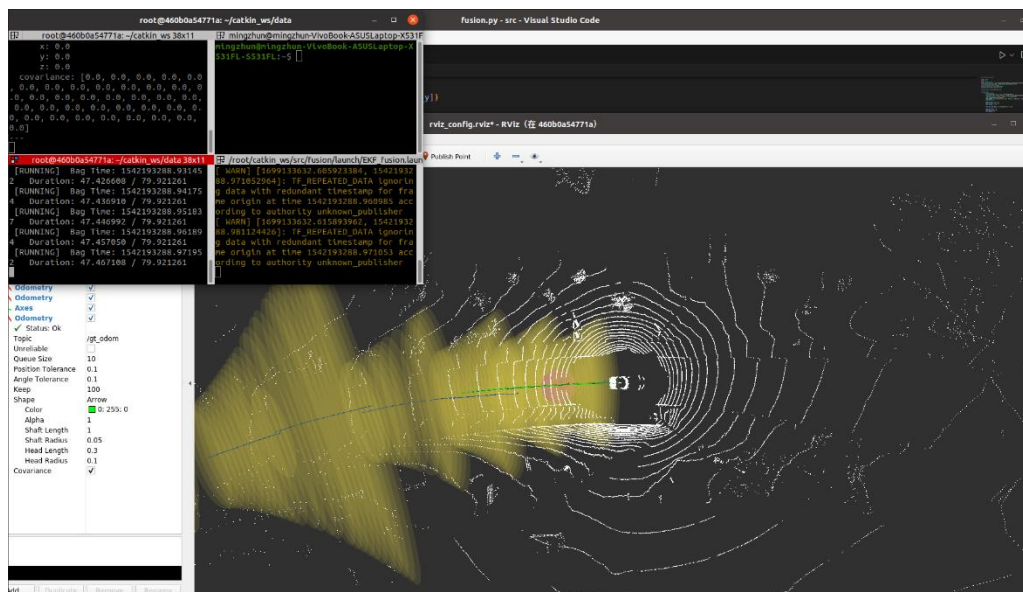 root@460b0a54771a: ~/catkin_ws/data
fusion.py - src - Visual Studio Code
root@460b0a54771a: ~/catkin_ws 38x11
mingzhun@mingzhun-VivoBook-ASUSLaptop-X531F
x: 0.0
y: 0.0
z: 0.0
covariance: [0.0, 0.0, 0.0, 0.0, 0.0
, 0.0, 0.0, 0.0, 0.0, 0.0, 0.0, 0.0, 0
.0, 0.0, 0.0, 0.0, 0.0, 0.0, 0.0, 0.0,
0.0, 0.0, 0.0, 0.0, 0.0, 0.0, 0.0, 0.
0, 0.0, 0.0, 0.0, 0.0, 0.0, 0.0, 0.0,
0.0]
---
mingzhun@mingzhun-VivoBook-ASUSLaptop-X
531FL-S531FL:~$
y])
rviz_config.rviz* - RViz (在 460b0a54771a)
Publish Point
root@460b0a54771a: ~/catkin_ws/data 38x11
[RUNNING] Bag Time: 1542193288.93145
2 Duration: 47.426608 / 79.921261
[RUNNING] Bag Time: 1542193288.94175
4 Duration: 47.436910 / 79.921261
[RUNNING] Bag Time: 1542193288.95183
7 Duration: 47.446992 / 79.921261
[RUNNING] Bag Time: 1542193288.96189
4 Duration: 47.457050 / 79.921261
[RUNNING] Bag Time: 1542193288.97195
2 Duration: 47.467108 / 79.921261
/root/catkin_ws/src/fusion/launch/EKF_fusion.laun
[ WARN] [1699133632.605923384, 15421932
88.971052964]: TF_REPEATED_DATA ignorin
g data with redundant timestamp for fra
me origin at time 1542193288.960985 acc
ording to authority unknown_publisher
[ WARN] [1699133632.615893962, 15421932
88.981124426]: TF_REPEATED_DATA ignorin
g data with redundant timestamp for fra
me origin at time 1542193288.971053 acc
ording to authority unknown_publisher
Odometry
Odometry
Axes
Odometry
Status: Ok
Topic /gt_odom
Unreliable
Queue Size 10
Position Tolerance 0.1
Angle Tolerance 0.1
Keep 100
Shape Arrow
Color 0; 255; 0
Alpha 1
Shaft Length 1
Shaft Radius 0.05
Head Length 0.3
Head Radius 0.1
Covariance
Duplicate Remove Rename